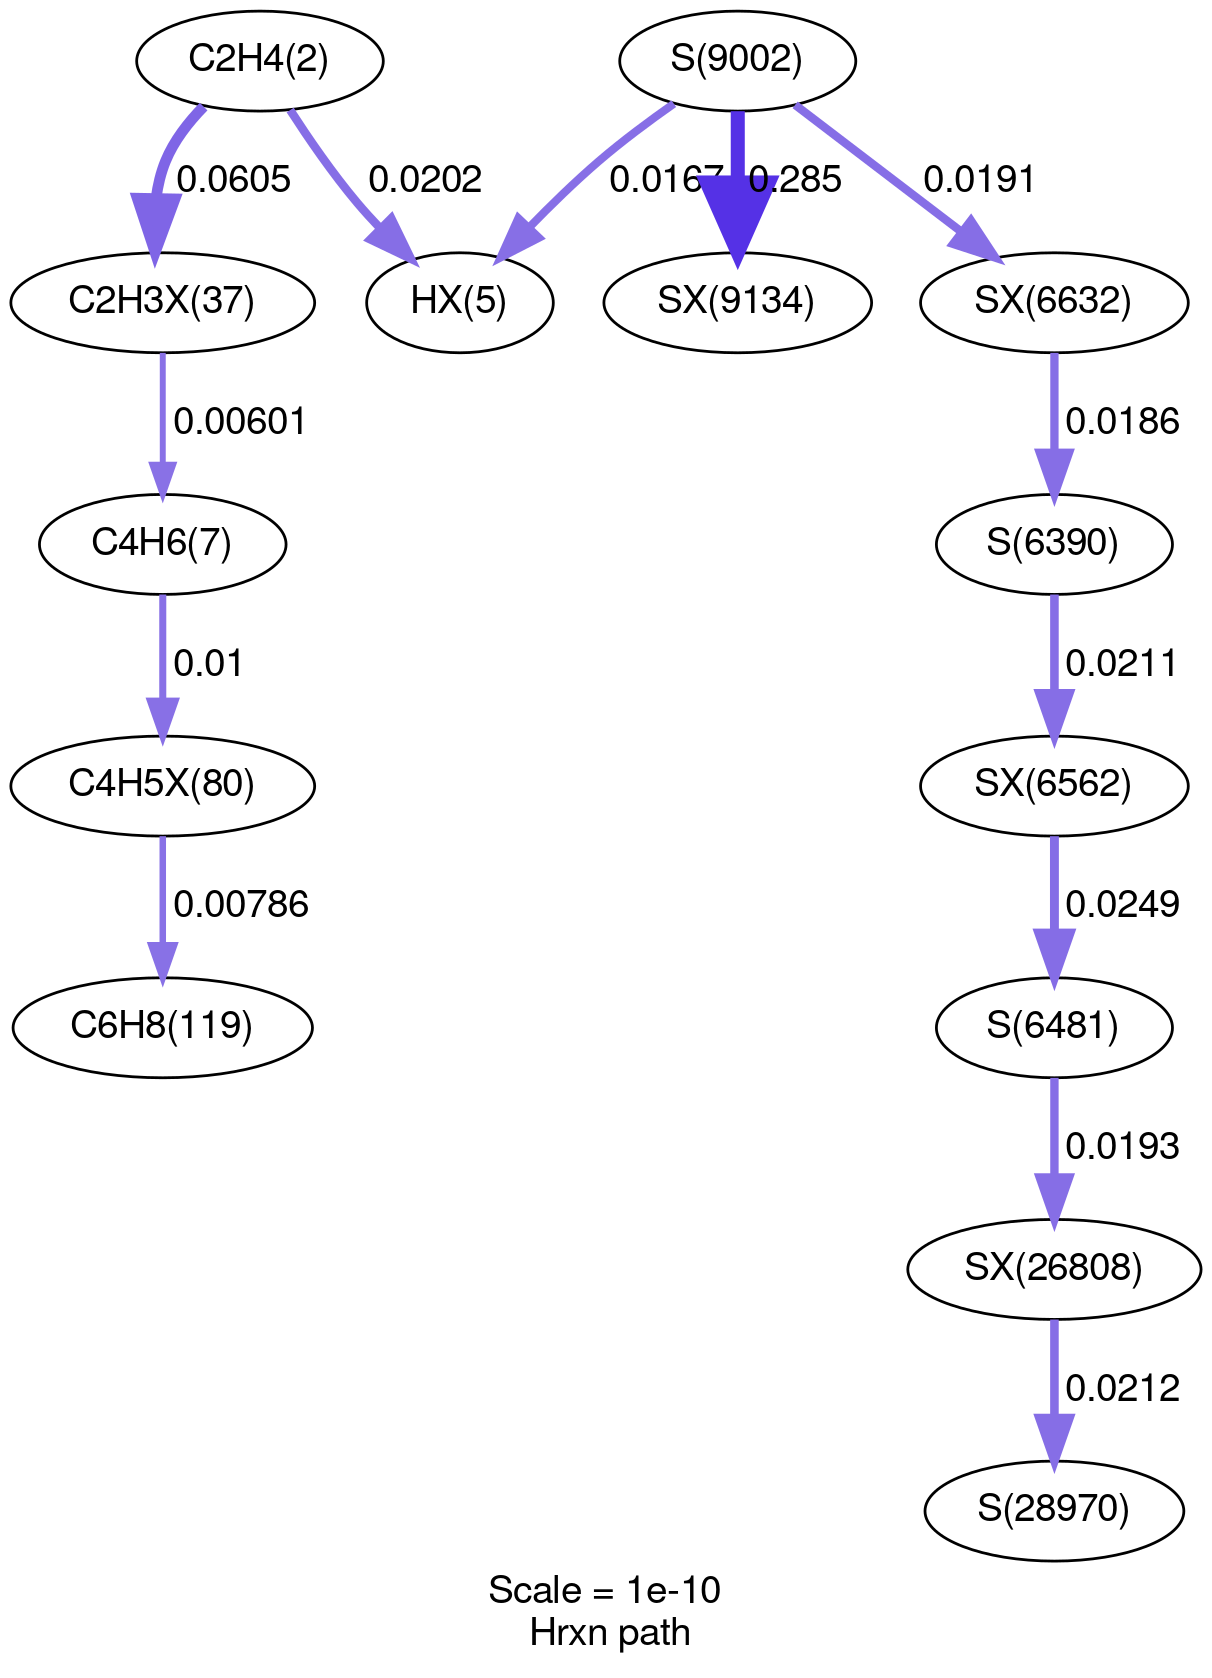 C2H4(2)
S(9002)
0.0605
0.0202
0.0167
0.285
0.0191
C2H3X(37)
HX(5)
SX(9134)
SX(6632)
0.00601
0.0186
C4H6(7)
S(6390)
0.01
0.0211
C4H5X(80)
SX(6562)
0.00786
0.0249
C6H8(119)
S(6481)
0.0193
SX(26808)
0.0212
S(28970)
Scale = 1e-10
Hrxn path